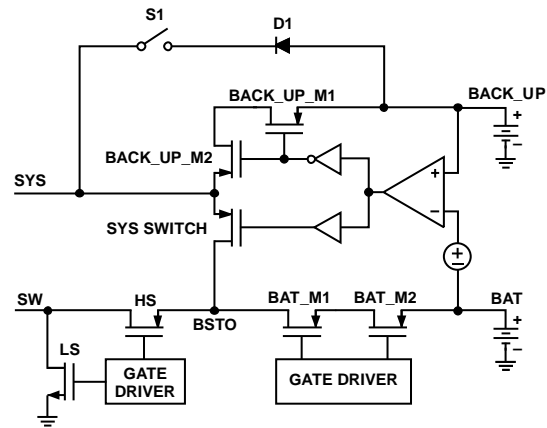 S1
D1
BACK_UP_M1
BACK_UP
+
–
BACK_UP_M2
+
SYS
–
SYS SWITCH
+
–
SW
HS
BAT_M1
BAT_M2
BAT
BSTO
+
–
LS
GATE
DRIVER
GATE DRIVER